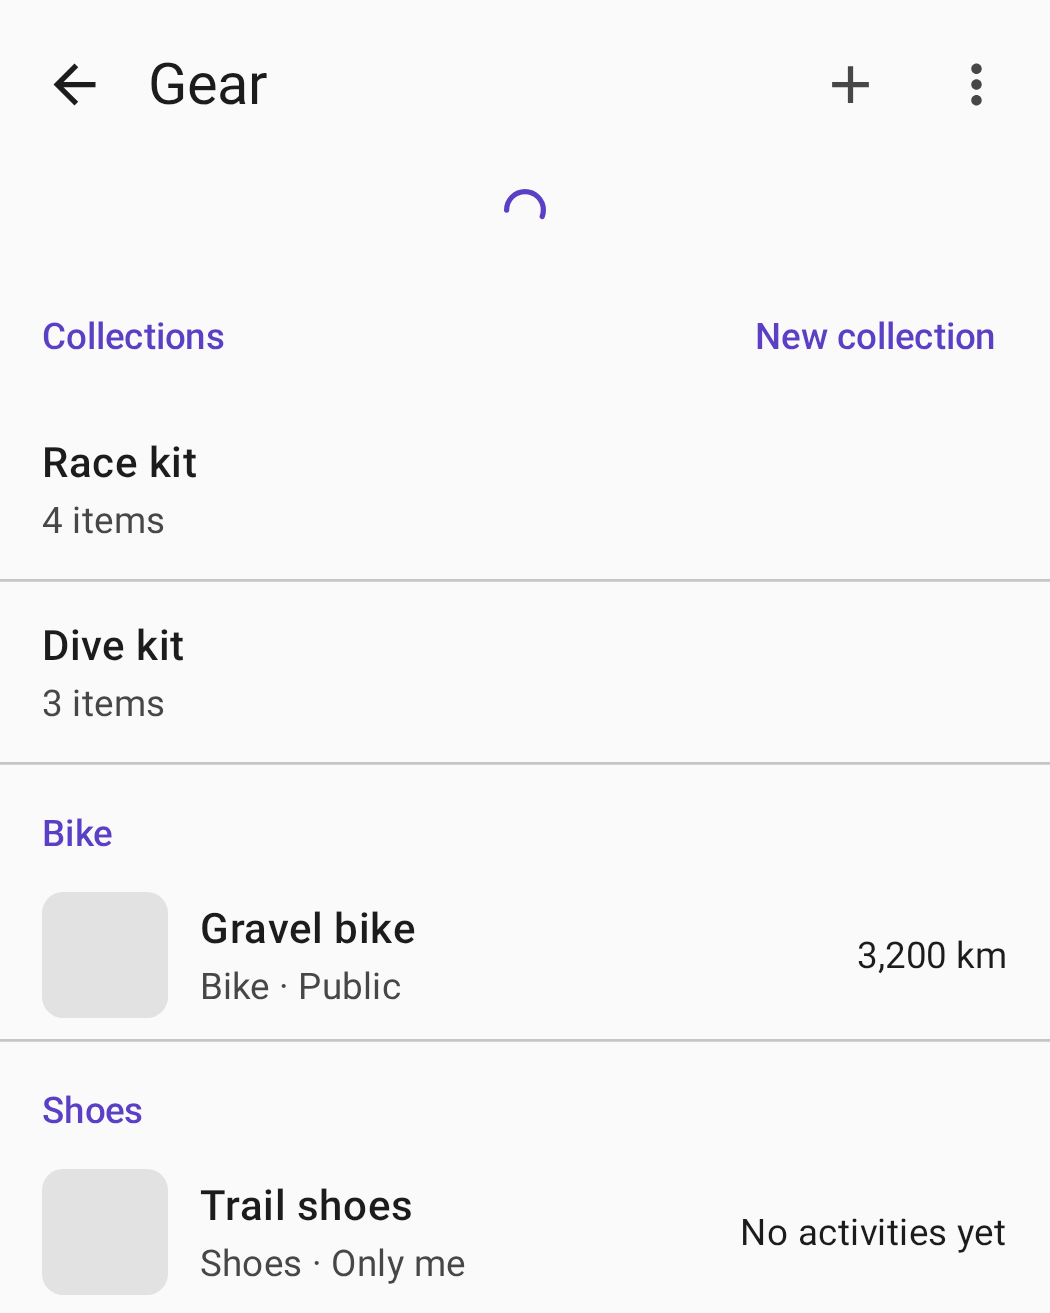 Gear
Collections
New collection
Race kit
4 items
Dive kit
3 items
Bike
Gravel bike
Bike · Public
3,200 km
Shoes
Trail shoes
Shoes · Only me
No activities yet